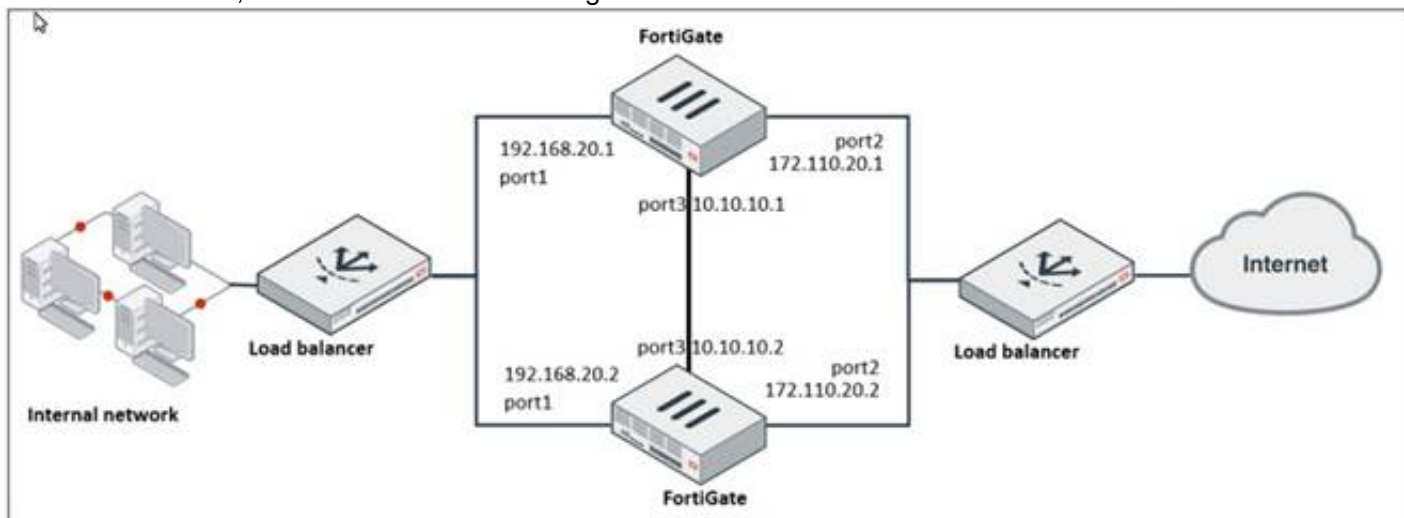 FortiGate
192.168.20.1
port1
port2
172.110.20.1
port3 10.10.10.1
Internet
Load balancer
Load balancer
port3 10.10.10.2
192.168.20.2
port1
port2
172.110.20.2
Internal network
FortiGate